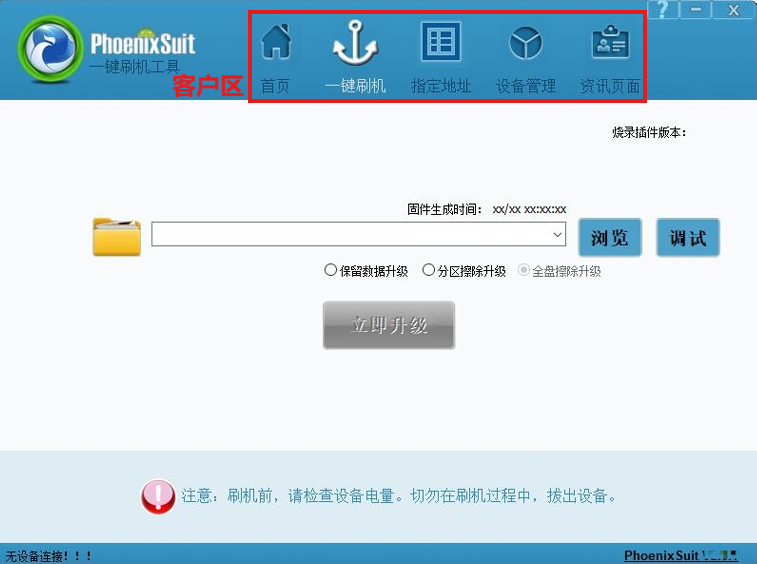 PhoenixSuit
一键刷机工具
客户区
首页
一键刷机
指定地址
设备管理
资讯页面
? － X
烧录插件版本：
固件生成时间： xx/xx xx:xx:xx
浏览
调试
保留数据升级
分区擦除升级
全盘擦除升级
立即升级
注意：刷机前，请检查设备电量。切勿在刷机过程中，拔出设备。
无设备连接！！！
PhoenixSuit